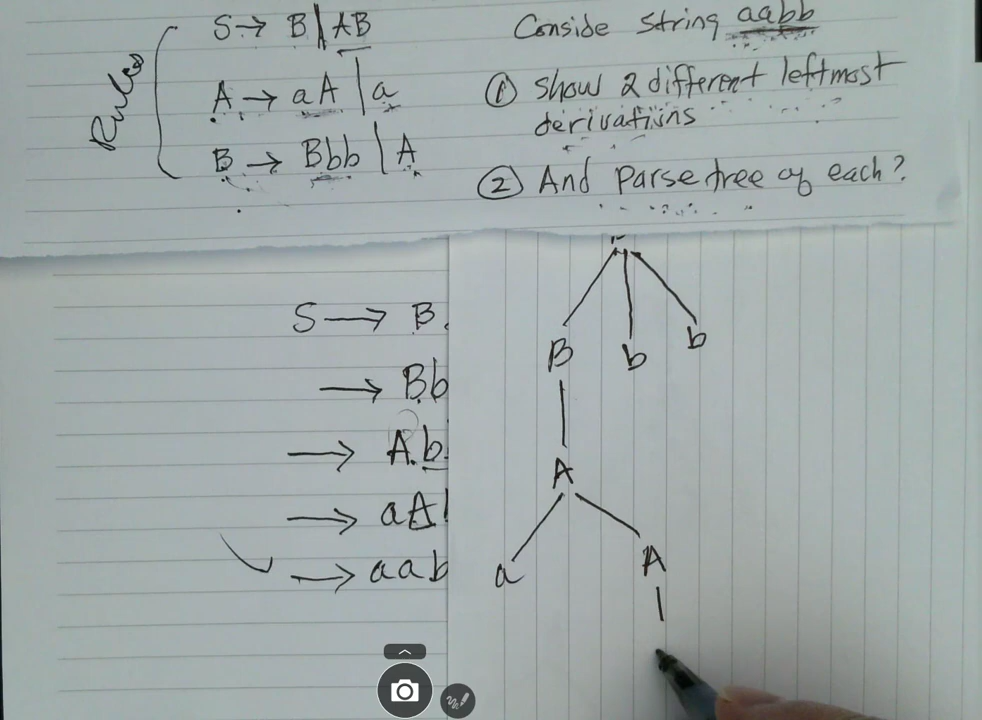 Rules
S → B | AB
A → aA | a
B → Bbb | A
Conside String aabb
① Show 2 different leftmost
derivations
② And Parse tree of each?
S → B
→ Bb
→ Ab
→ aA
→ aab
B b b
A
a A